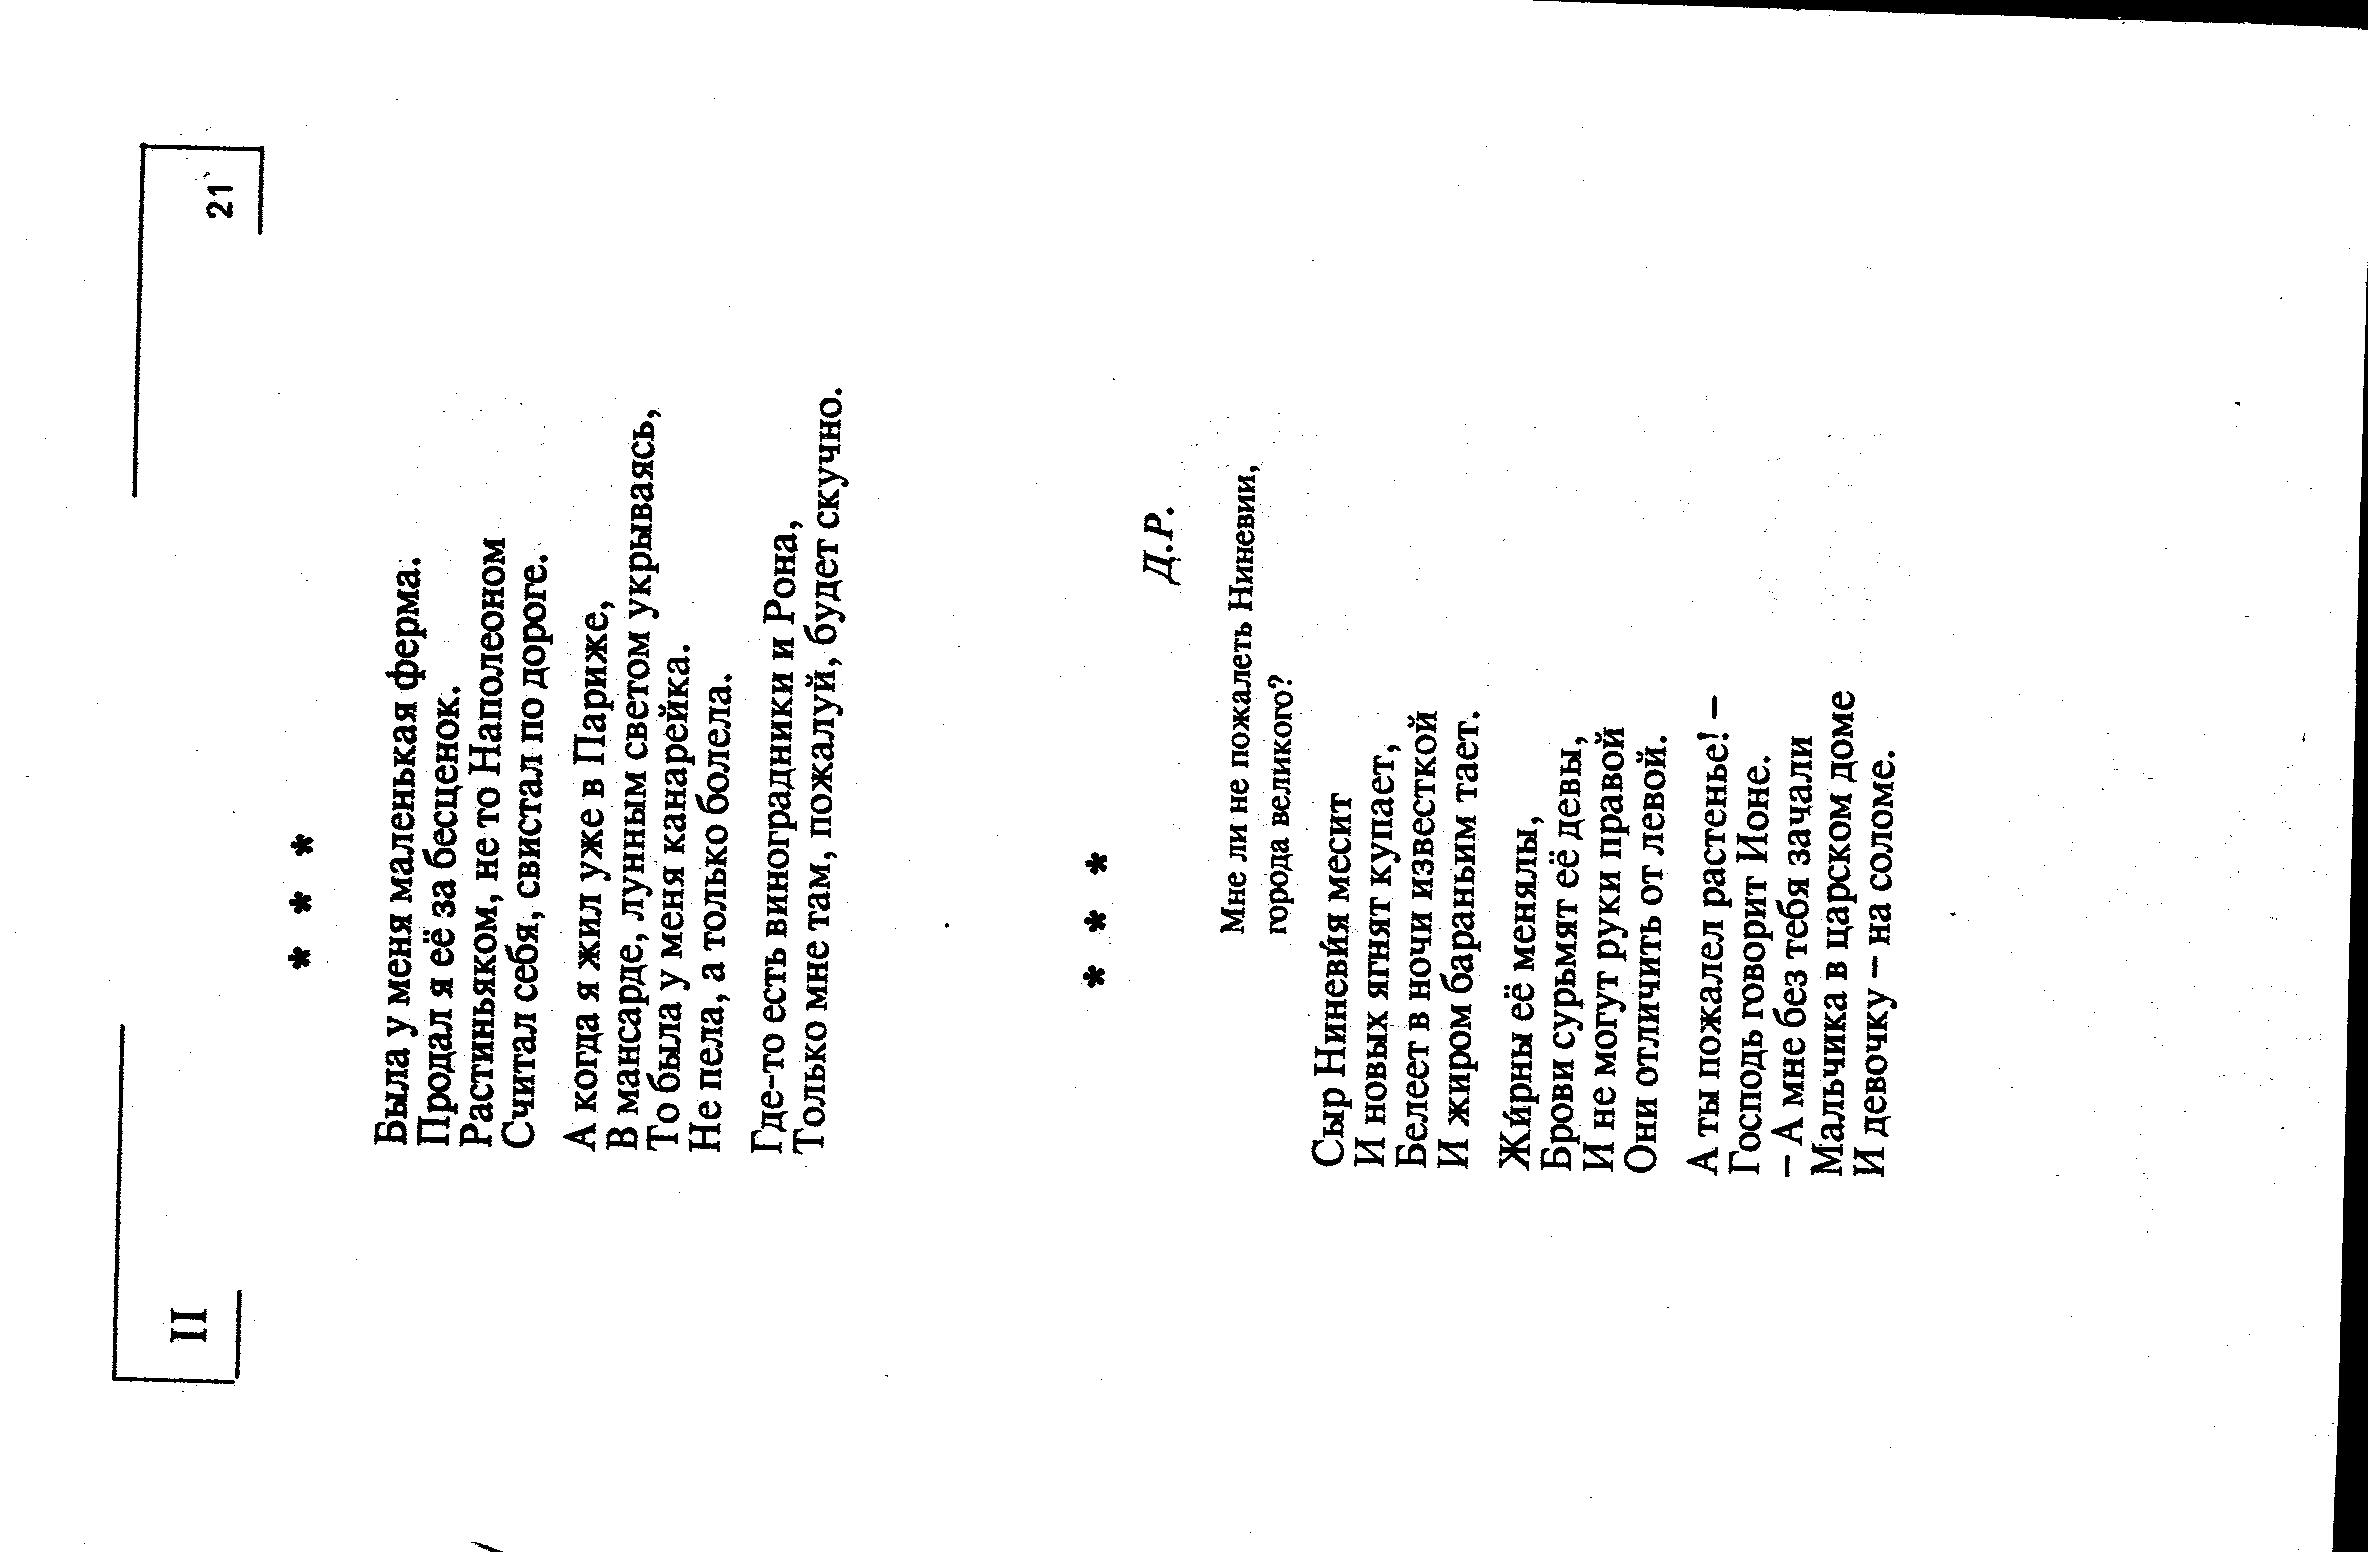 II
21
* * *
Была у меня маленькая ферма.
Продал я её за бесценок.
Растиньяком, не то Наполеоном
Считал себя, свистал по дороге.
А когда я жил уже в Париже,
В мансарде, лунным светом укрываясь,
То была у меня канарейка.
Не пела, а только болела.
Где-то есть виноградники и Рона,
Только мне там, пожалуй, будет скучно.
* * *
Д.Р.
Мне ли не пожалеть Ниневии,
города великого?
Сыр Ниневи́я месит
И новых ягнят купает,
Белеет в ночи известкой
И жиром бараньим тает.
Жи́рны её менялы,
Брови сурьмят её девы,
И не могут руки правой
Они отличить от левой.
А ты пожалел растенье! –
Господь говорит Ионе.
– А мне без тебя зачали
Мальчика в царском доме
И девочку – на соломе.